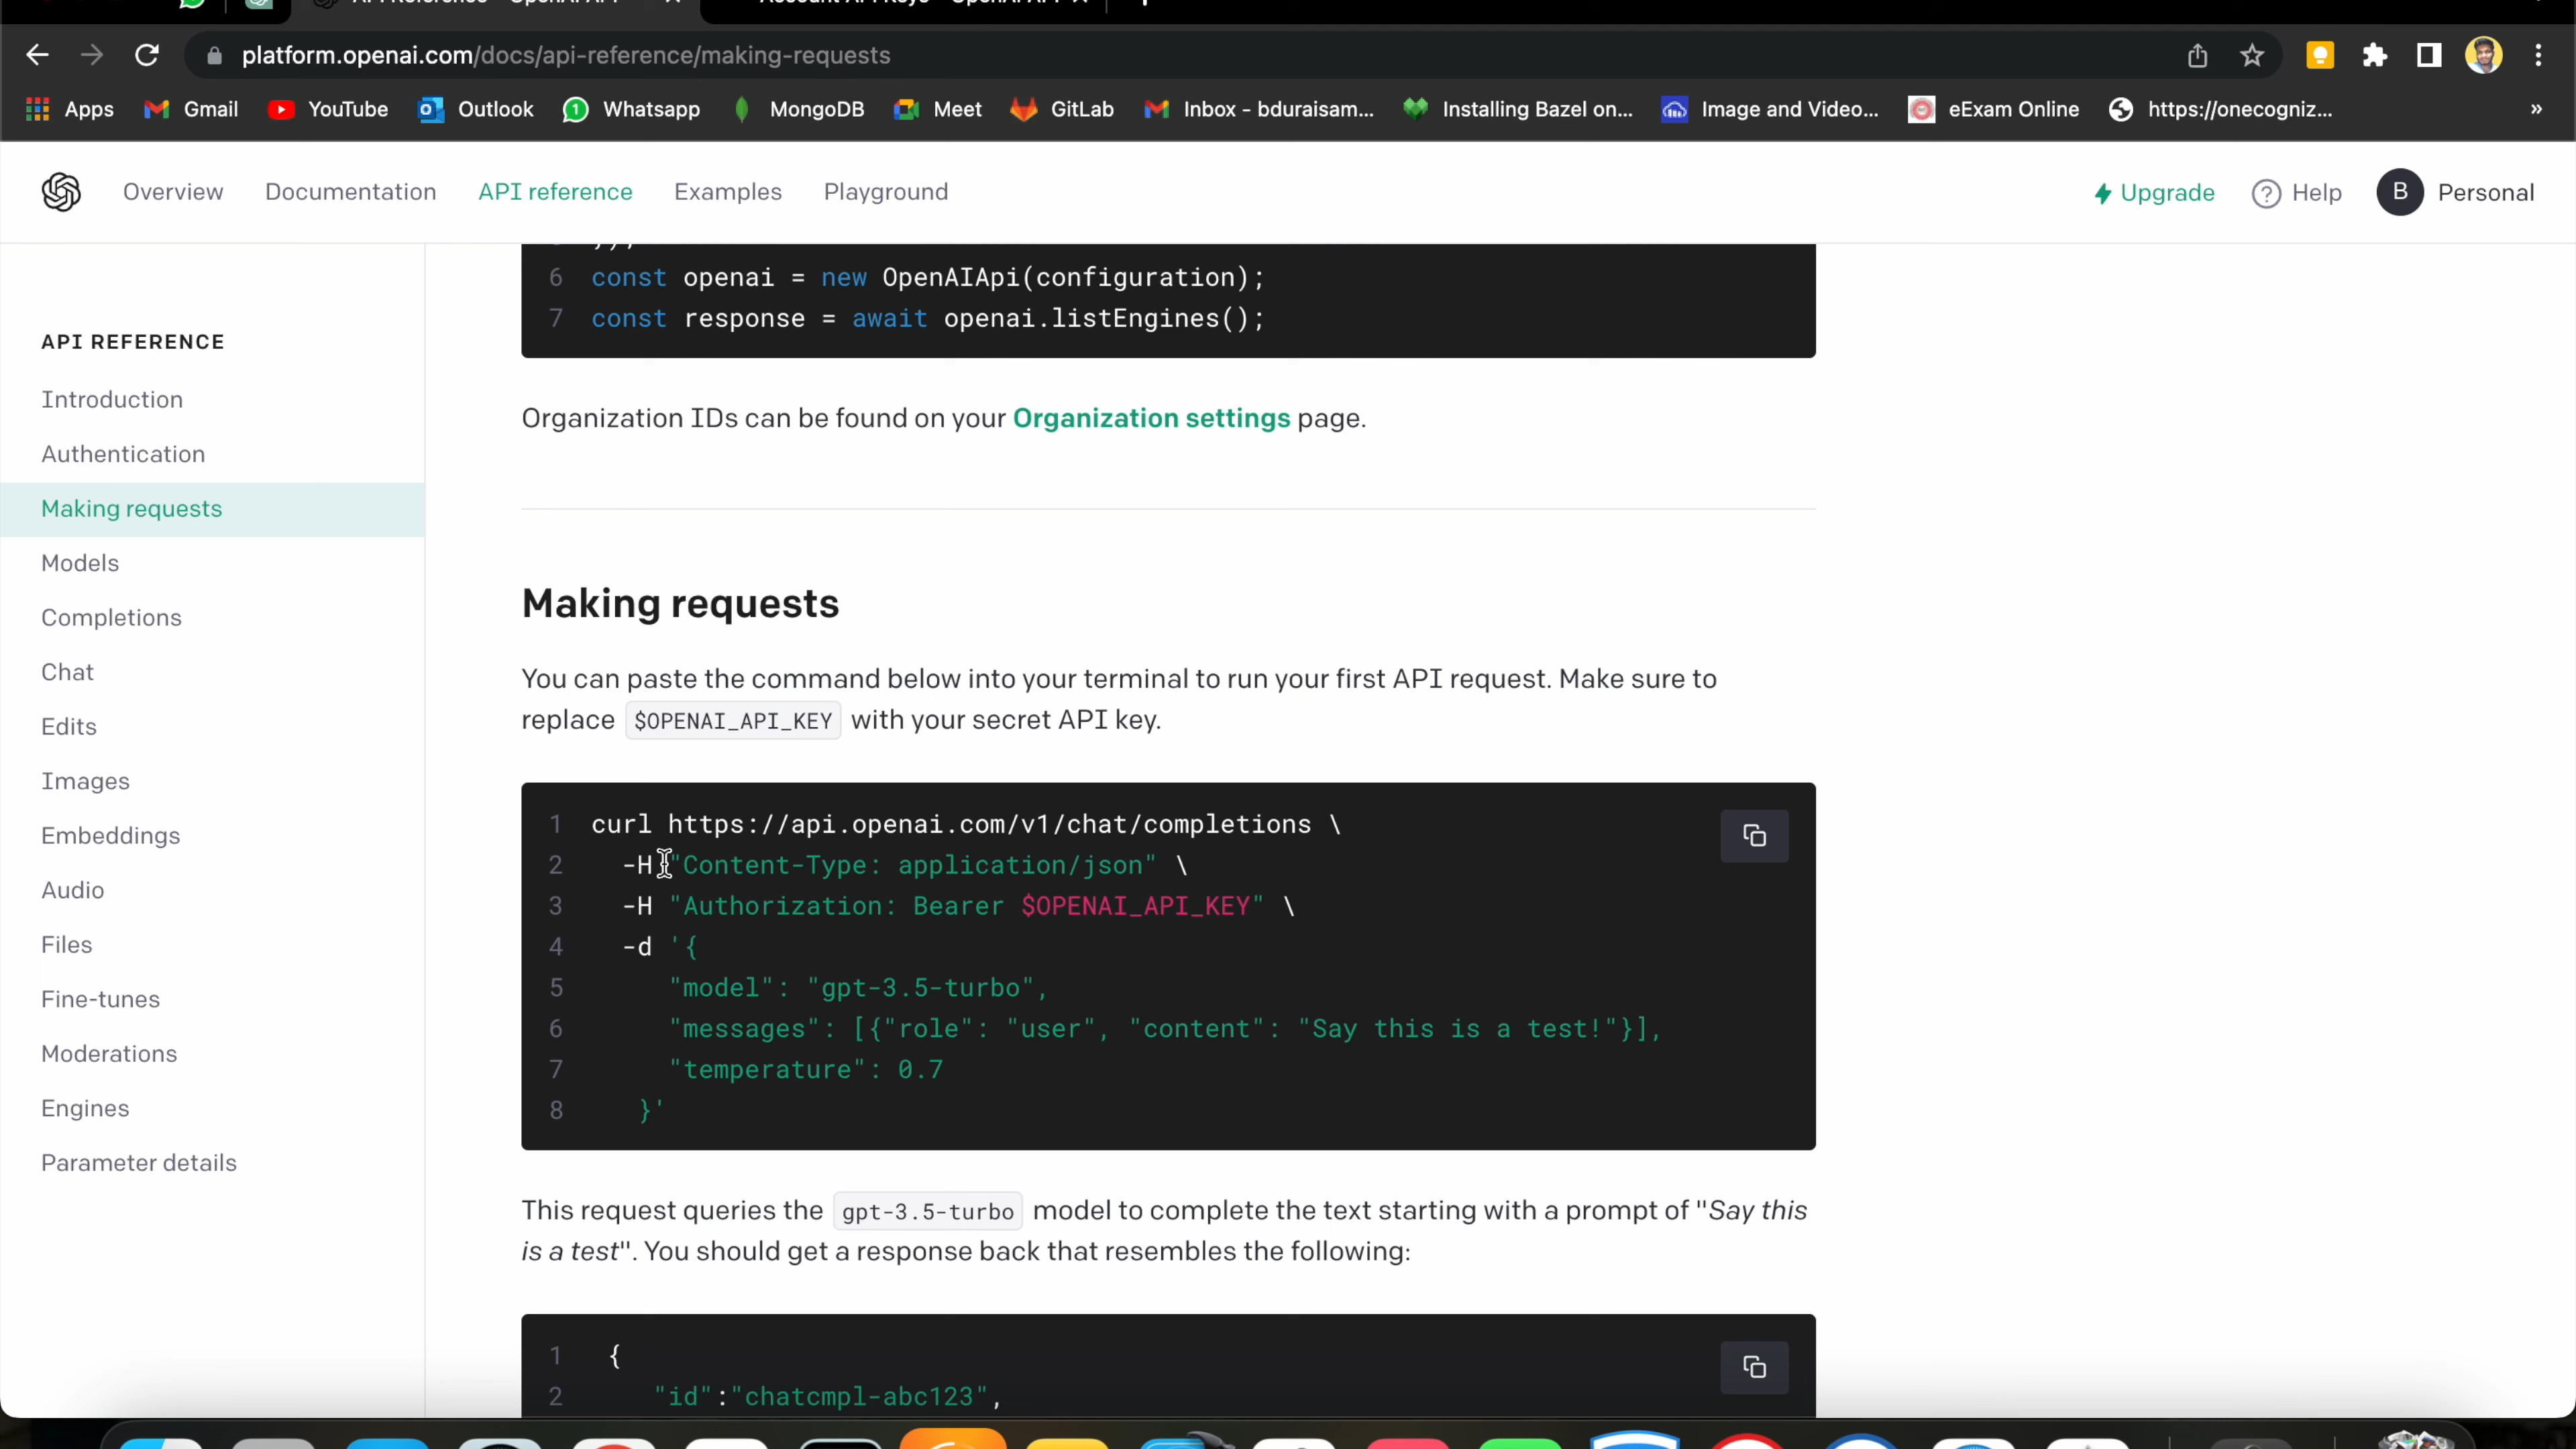 API Reference - OpenAI API
Account API Keys - OpenAI API
platform.openai.com/docs/api-reference/making-requests
Apps Gmail YouTube Outlook Whatsapp MongoDB Meet GitLab Inbox - bduraisam... Installing Bazel on... Image and Video... eExam Online https://onecogniz... »
Overview Documentation API reference Examples Playground Upgrade Help B Personal
API REFERENCE
Introduction
Authentication
Making requests
Models
Completions
Chat
Edits
Images
Embeddings
Audio
Files
Fine-tunes
Moderations
Engines
Parameter details
6 const openai = new OpenAIApi(configuration);
7 const response = await openai.listEngines();
Organization IDs can be found on your Organization settings page.
Making requests
You can paste the command below into your terminal to run your first API request. Make sure to
replace $OPENAI_API_KEY with your secret API key.
1 curl https://api.openai.com/v1/chat/completions \
2 -H "Content-Type: application/json" \
3 -H "Authorization: Bearer $OPENAI_API_KEY" \
4 -d '{
5 "model": "gpt-3.5-turbo",
6 "messages": [{"role": "user", "content": "Say this is a test!"}],
7 "temperature": 0.7
8 }'
This request queries the gpt-3.5-turbo model to complete the text starting with a prompt of "Say this
is a test". You should get a response back that resembles the following:
1 {
2 "id":"chatcmpl-abc123",